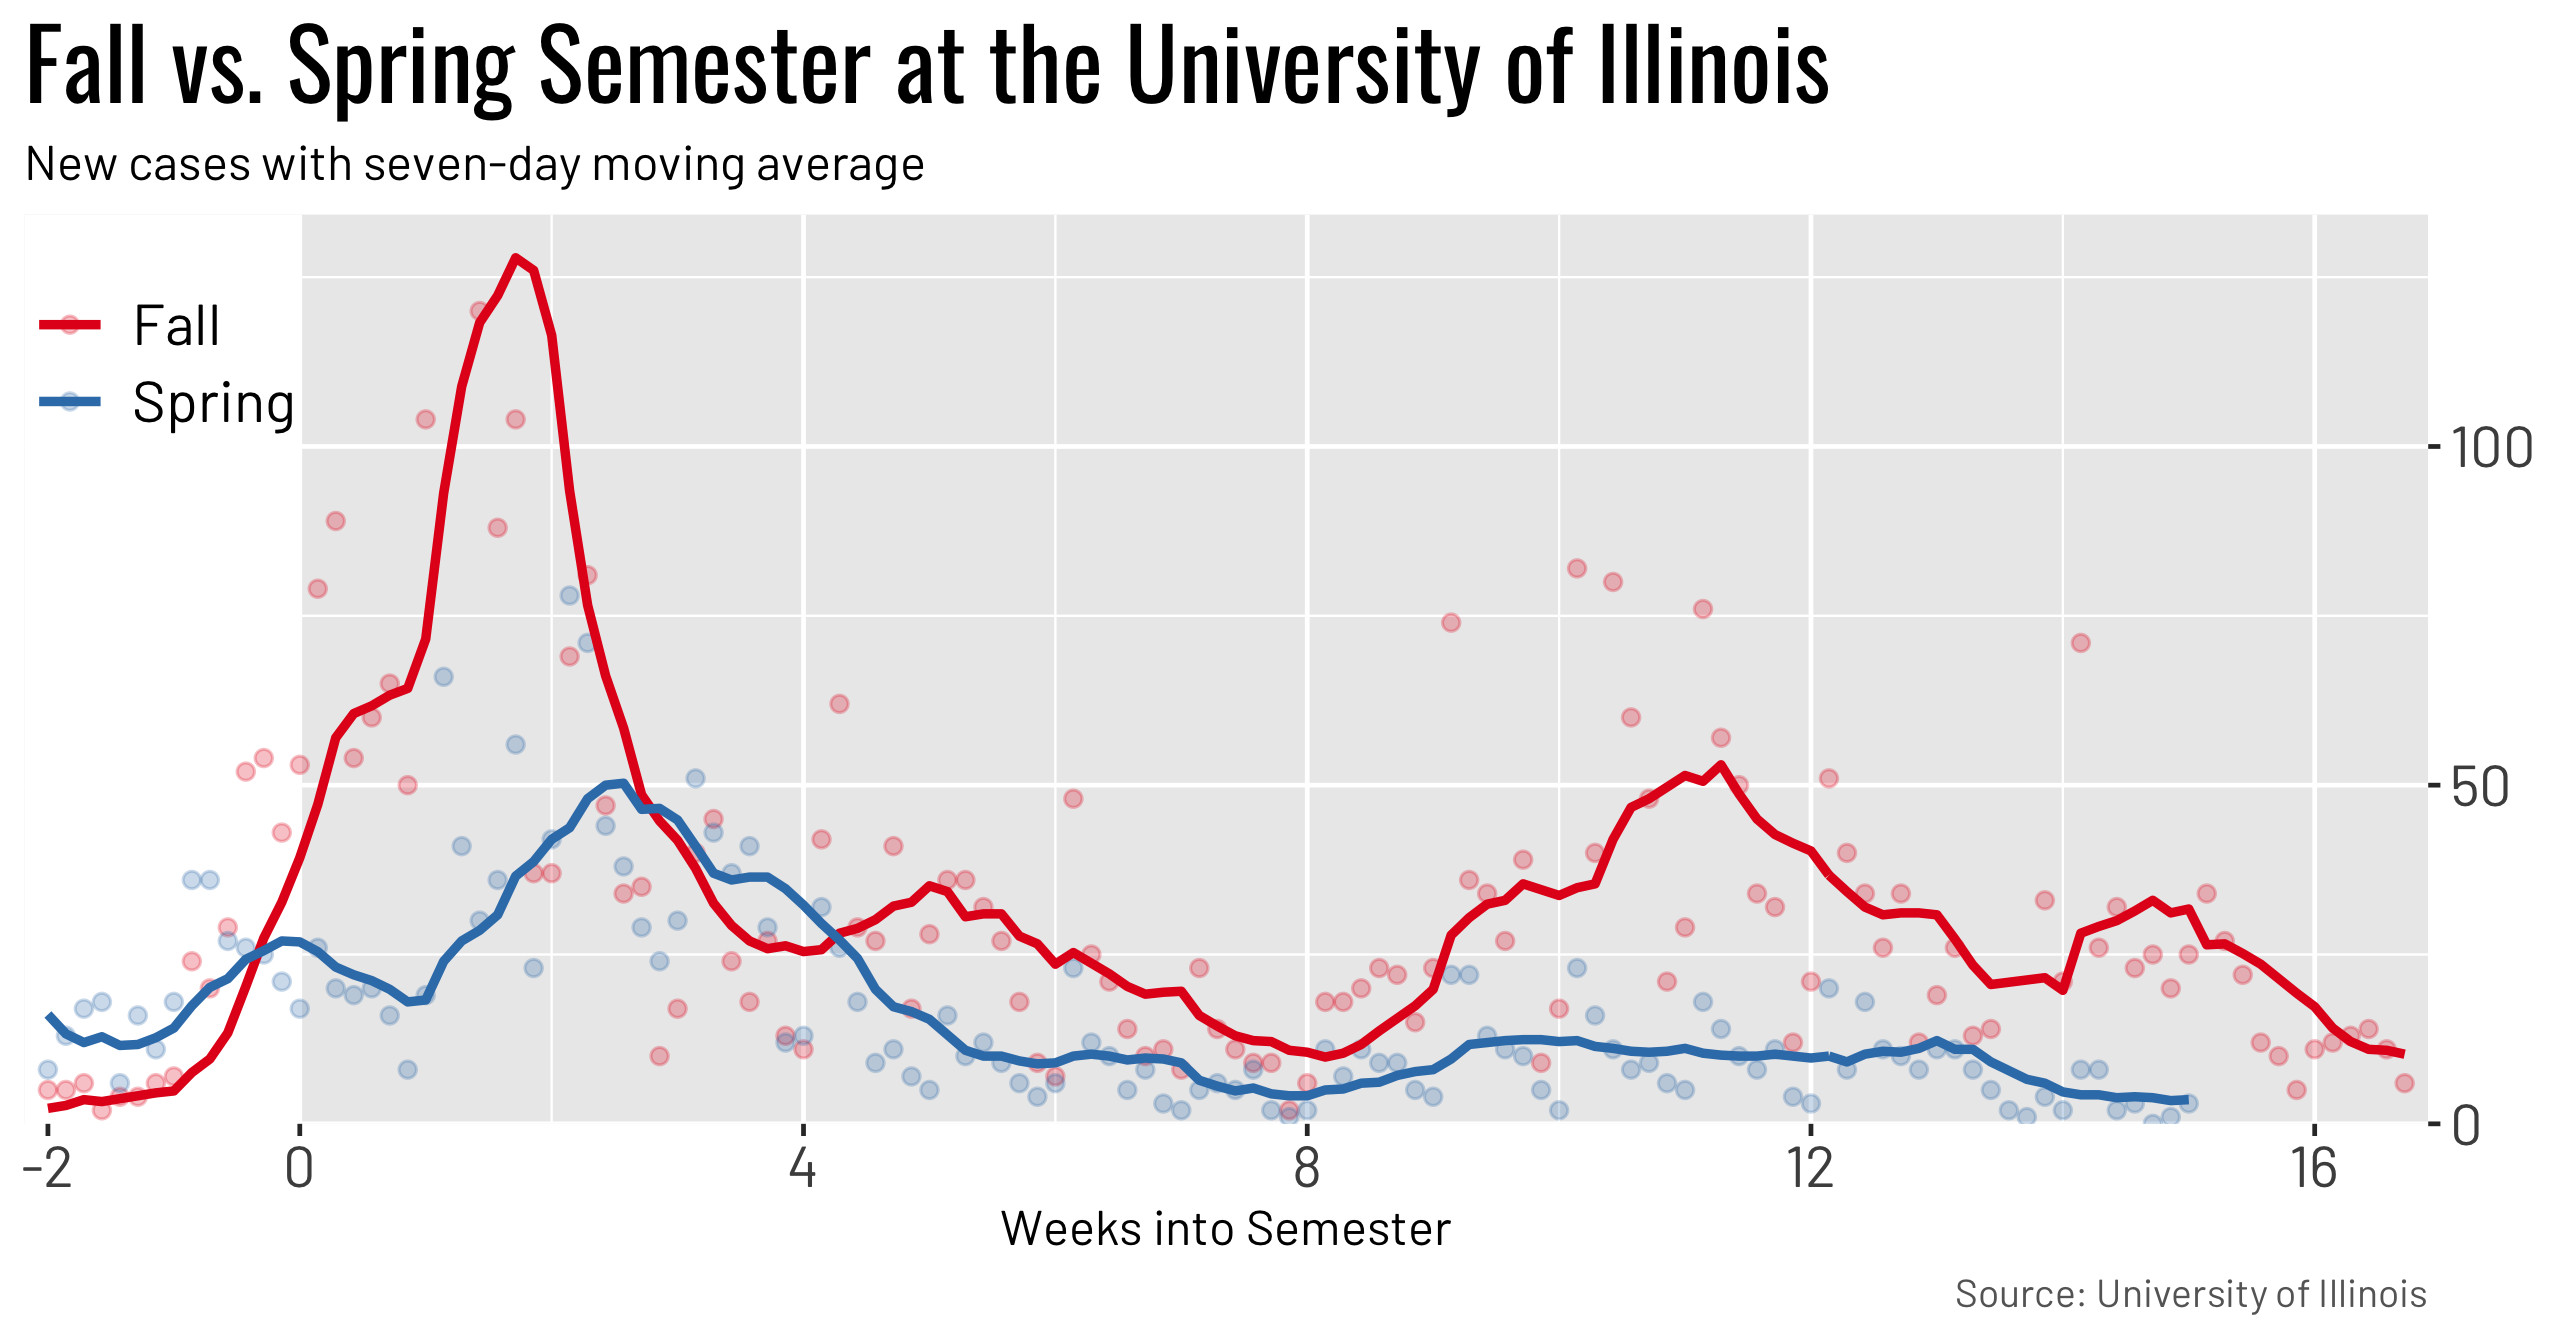 Fall vs. Spring Semester at the University of Illinois
New cases with seven-day moving average
Fall
Spring
100
50
0
-2 0 4 8 12 16
Weeks into Semester
Source: University of Illinois